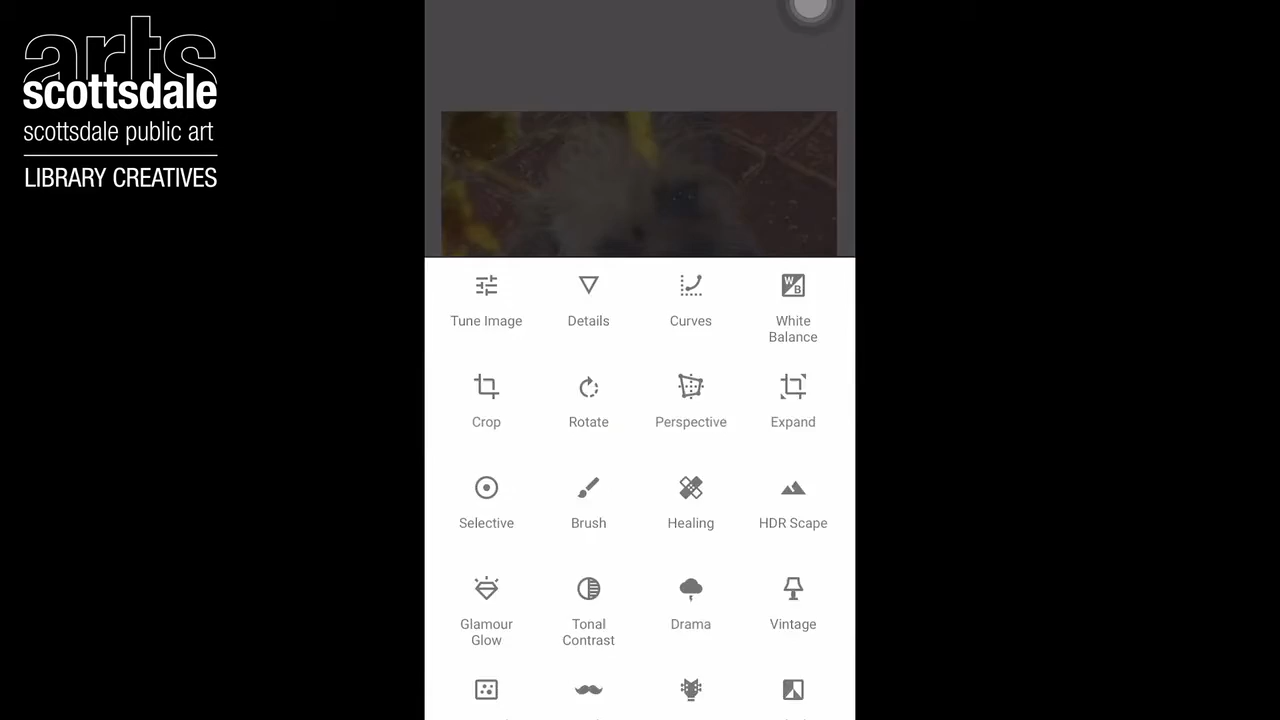 arts
scottsdale
scottsdale public art
LIBRARY CREATIVES
Tune Image
Details
Curves
W
B
White
Balance
Crop
Rotate
Perspective
Expand
Selective
Brush
Healing
HDR Scape
Glamour
Glow
Tonal
Contrast
Drama
Vintage